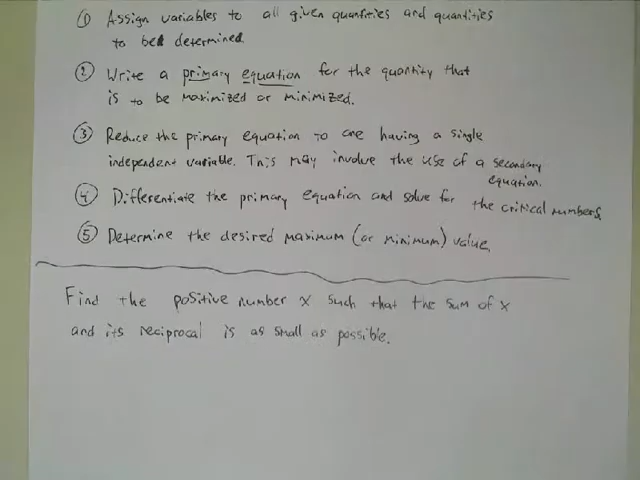 ① Assign variables to all given quantities and quantities
to be determined.
② Write a primary equation for the quantity that
is to be maximized or minimized.
③ Reduce the primary equation to one having a single
independent variable. This may involve the use of a secondary
equation.
④ Differentiate the primary equation and solve for the critical numbers.
⑤ Determine the desired maximum (or minimum) value.
Find the positive number x such that the sum of x
and its reciprocal is as small as possible.